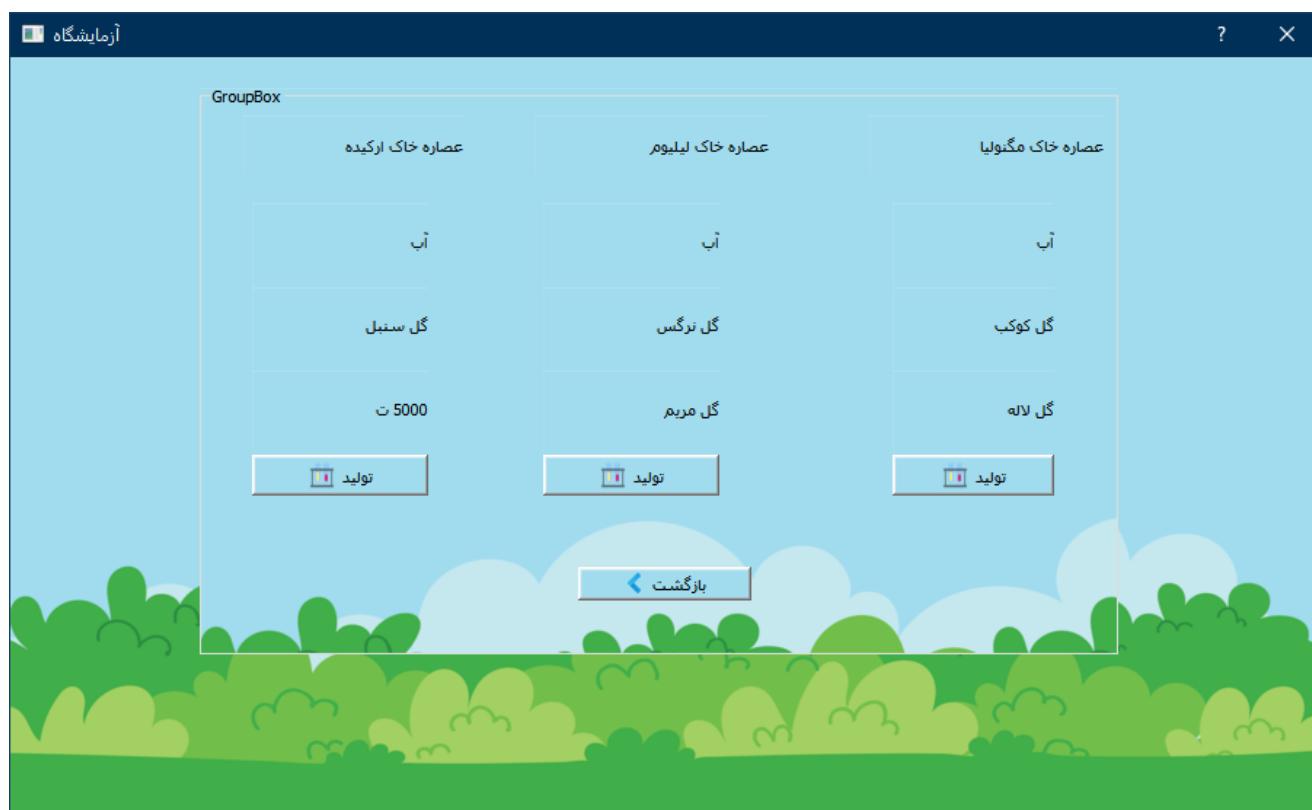 آزمایشگاه
?
GroupBox
عصاره خاک مگنولیا
عصاره خاک لیلیوم
عصاره خاک ارکیده
آب
آب
آب
گل کوکب
گل نرگس
گل سنبل
گل لاله
گل مریم
5000 ت
تولید
تولید
تولید
بازگشت